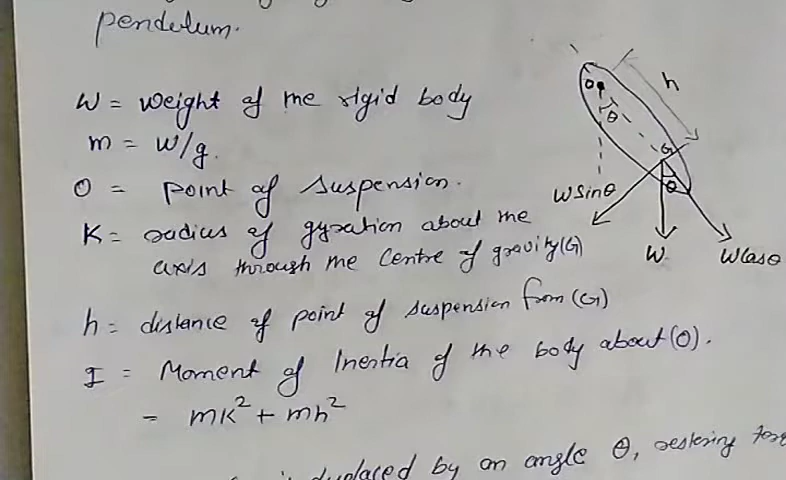 pendulum.
W = weight of the rigid body
m = W/g.
O = point of suspension.
K = radius of gyration about the
axis through the centre of gravity(G)
h = distance of point of suspension from (G)
I = Moment of Inertia of the body about (O).
= mK² + mh²
displaced by an angle θ, restoring
O
h
θ
G
θ
W sinθ
W
W cosθ